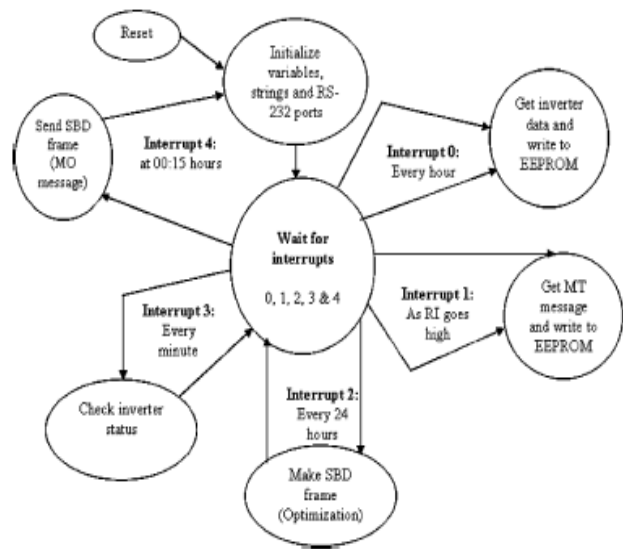 Reset
Initialize
variables,
strings and RS-
232 ports
Send SBD
frame
(MO
message)
Interrupt 4:
at 00:15 hours
Interrupt 0:
Every hour
Get inverter
data and
write to
EEPROM
Wait for
interrupts
0, 1, 2, 3 & 4
Interrupt 3:
Every
minute
Interrupt 1:
As RI goes
high
Get MT
message
and write to
EEPROM
Check inverter
status
Interrupt 2:
Every 24
hours
Make SBD
frame
(Optimization)